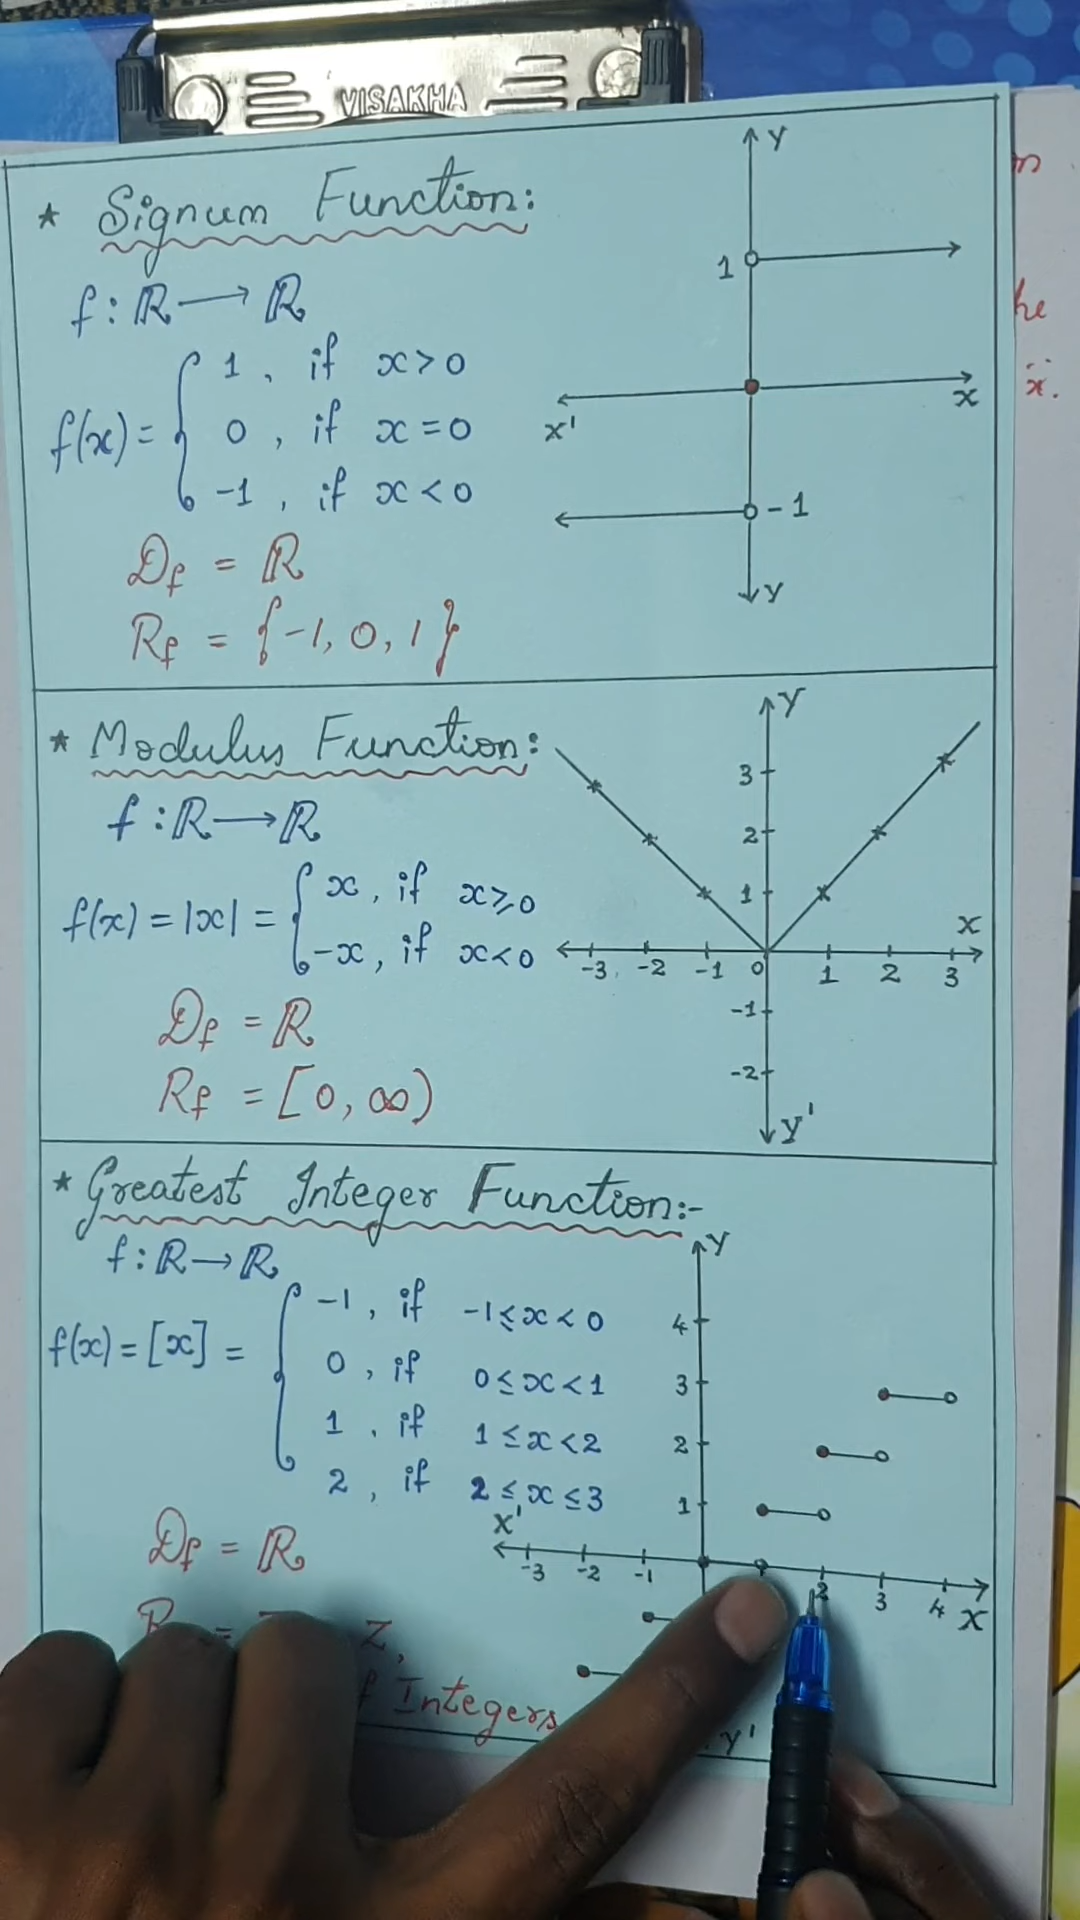 VISAKHA
* Signum Function:
f : ℝ ⟶ ℝ
f(x) = { 1 , if x > 0
0 , if x = 0
-1 , if x < 0
Df = ℝ
Rf = {-1, 0, 1}
Y
1
X
X'
-1
Y
he
x.
* Modulus Function:
f : ℝ ⟶ ℝ
f(x) = |x| = { x , if x ⩾ 0
-x , if x < 0
Df = ℝ
Rf = [0, ∞)
Y
3
2
1
X
-3 -2 -1 0 1 2 3
-1
-2
Y'
* Greatest Integer Function:-
f : ℝ → ℝ
f(x) = [x] = { -1 , if -1 ≤ x < 0
0 , if 0 ≤ x < 1
1 , if 1 ≤ x < 2
2 , if 2 ≤ x ≤ 3
Df = ℝ
Z,
Integers
Y
4
3
2
1
X'
-3 -2 -1 2 3 4 X
Y'